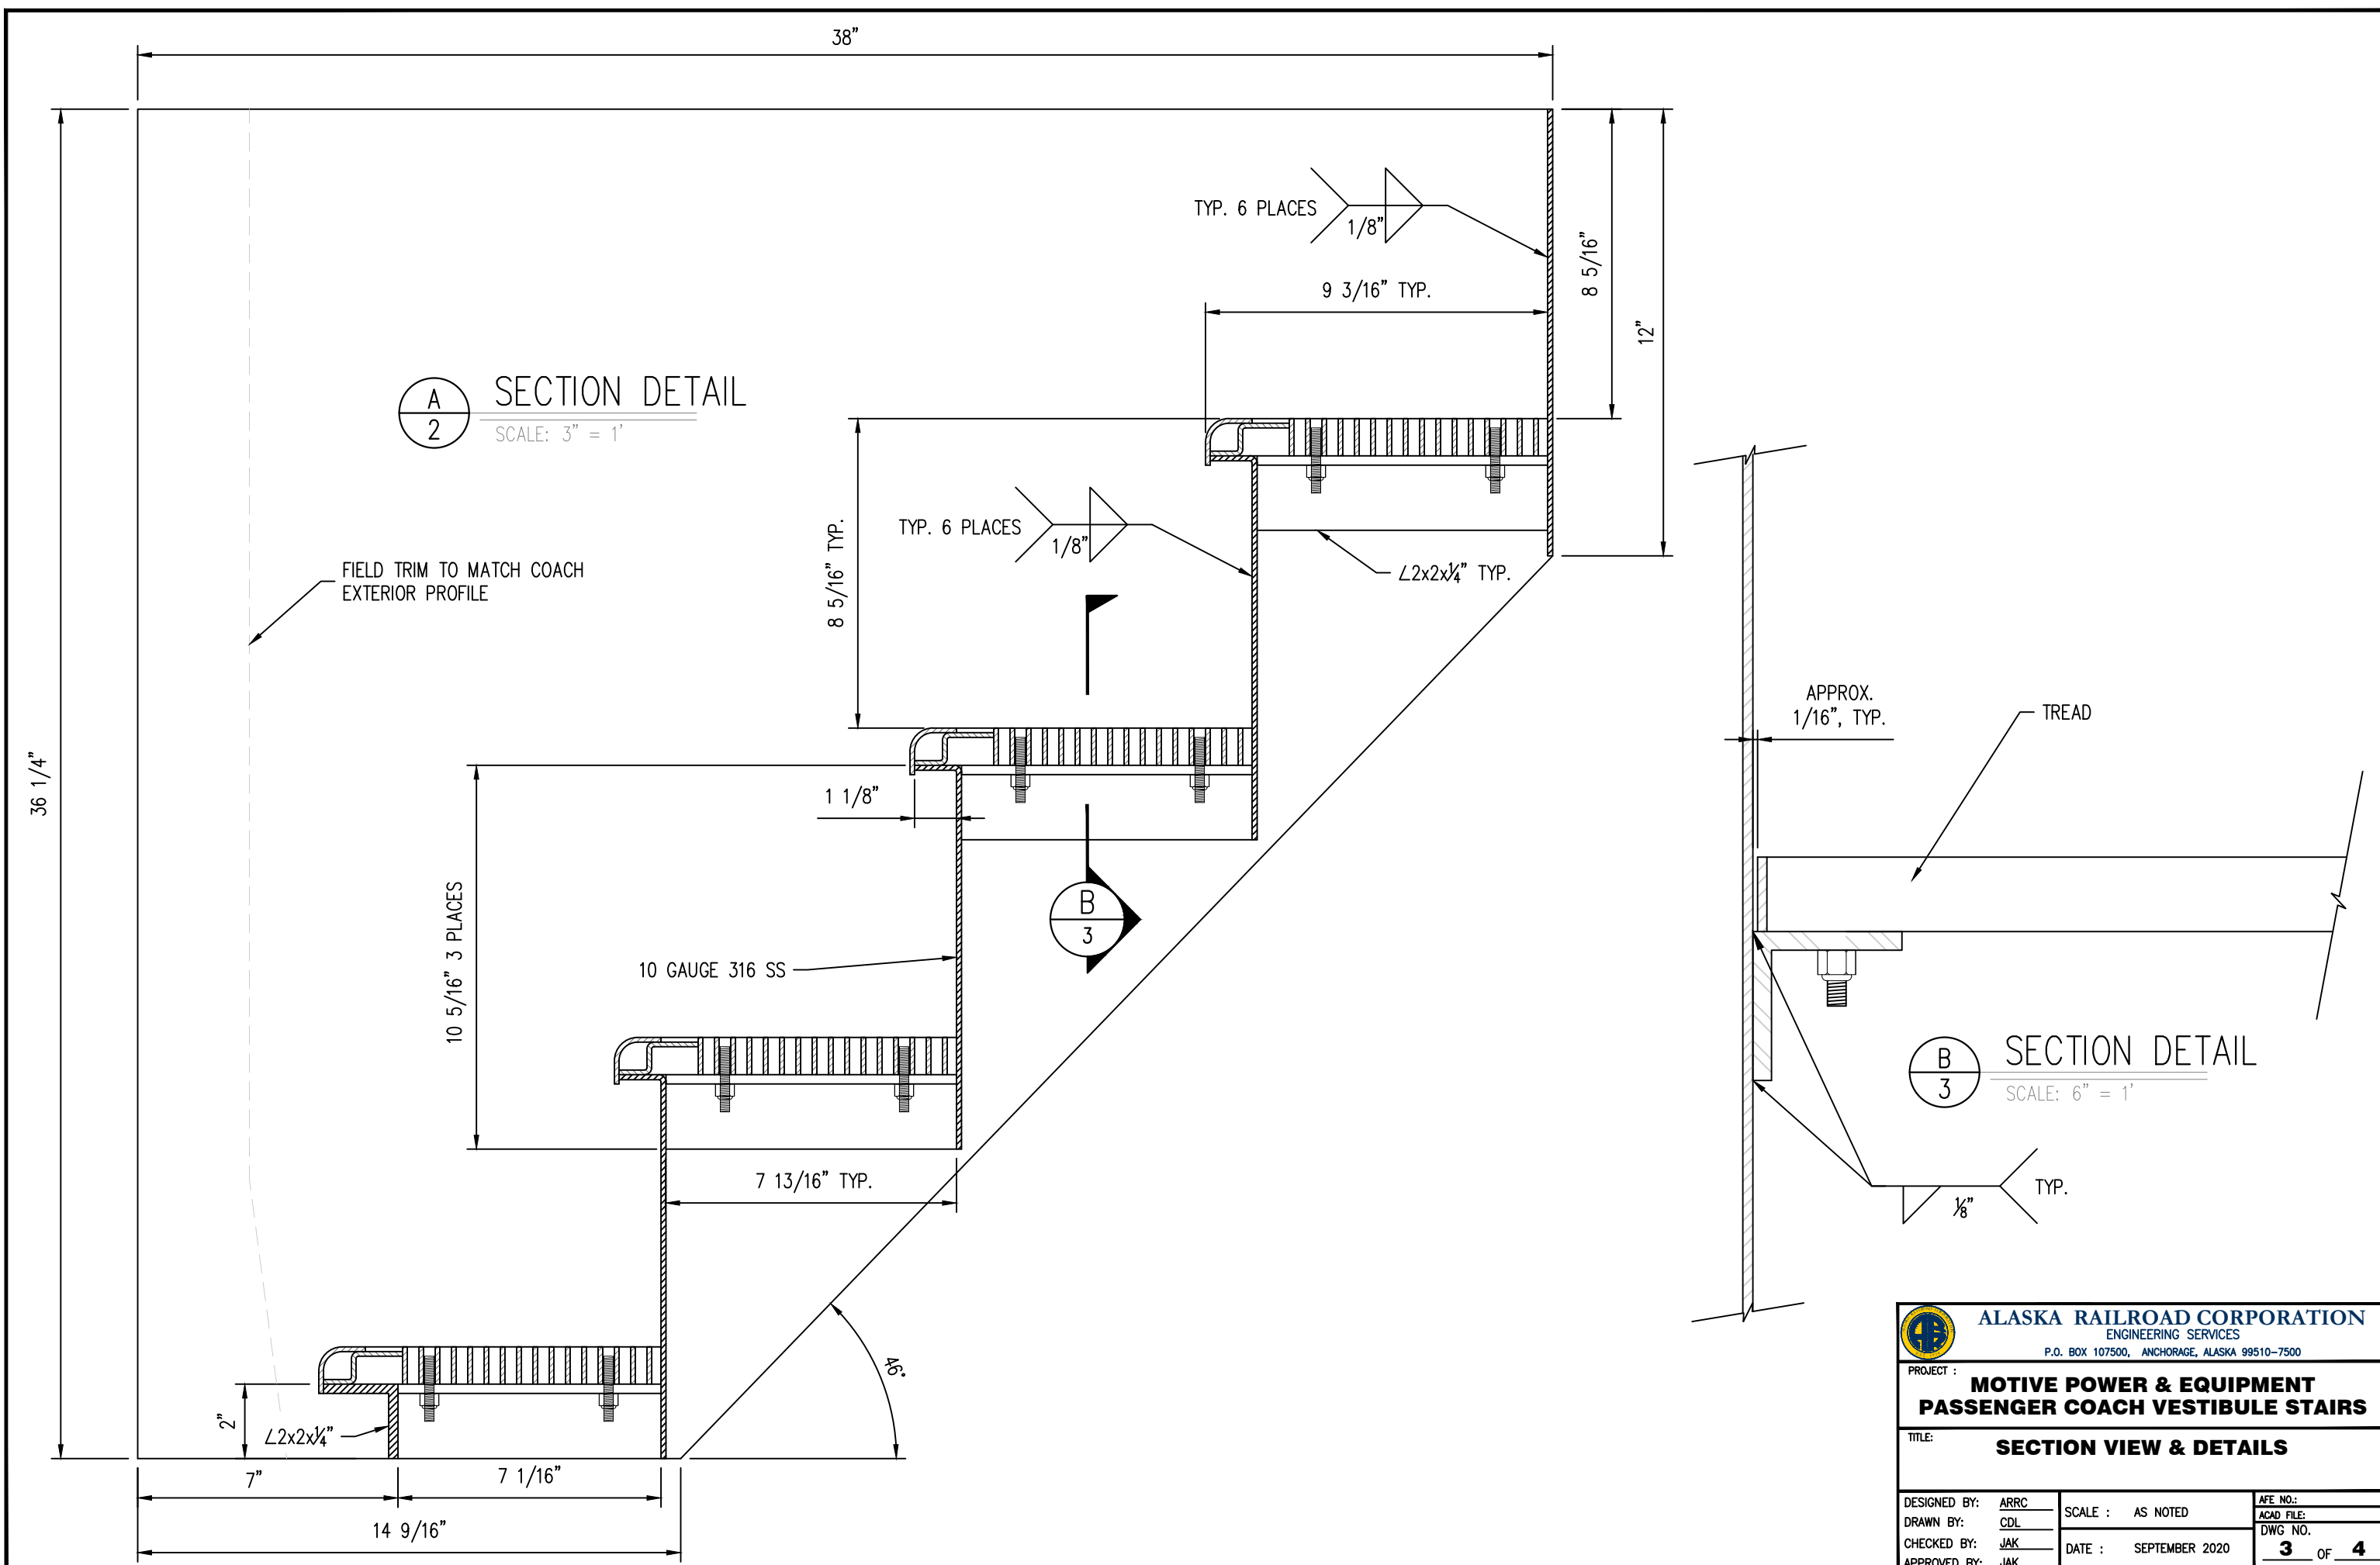 38"
TYP. 6 PLACES
1/8"
8 5/16"
9 3/16" TYP.
12"
A
2
SECTION DETAIL
SCALE: 3" = 1'
TYP. 6 PLACES
1/8"
8 5/16" TYP.
∠2x2x¼" TYP.
FIELD TRIM TO MATCH COACH
EXTERIOR PROFILE
36 1/4"
1 1/8"
APPROX.
1/16", TYP.
TREAD
10 5/16" 3 PLACES
B
3
10 GAUGE 316 SS
B
3
SECTION DETAIL
SCALE: 6" = 1'
7 13/16" TYP.
⅛"
TYP.
46°
2"
∠2x2x¼"
7"
7 1/16"
14 9/16"
ALASKA RAILROAD CORPORATION
ENGINEERING SERVICES
P.O. BOX 107500, ANCHORAGE, ALASKA 99510-7500
PROJECT :
MOTIVE POWER & EQUIPMENT
PASSENGER COACH VESTIBULE STAIRS
TITLE:
SECTION VIEW & DETAILS
DESIGNED BY: ARRC
DRAWN BY: CDL
CHECKED BY: JAK
APPROVED BY: JAK
SCALE : AS NOTED
DATE : SEPTEMBER 2020
AFE NO.:
ACAD FILE:
DWG NO.
3 OF 4